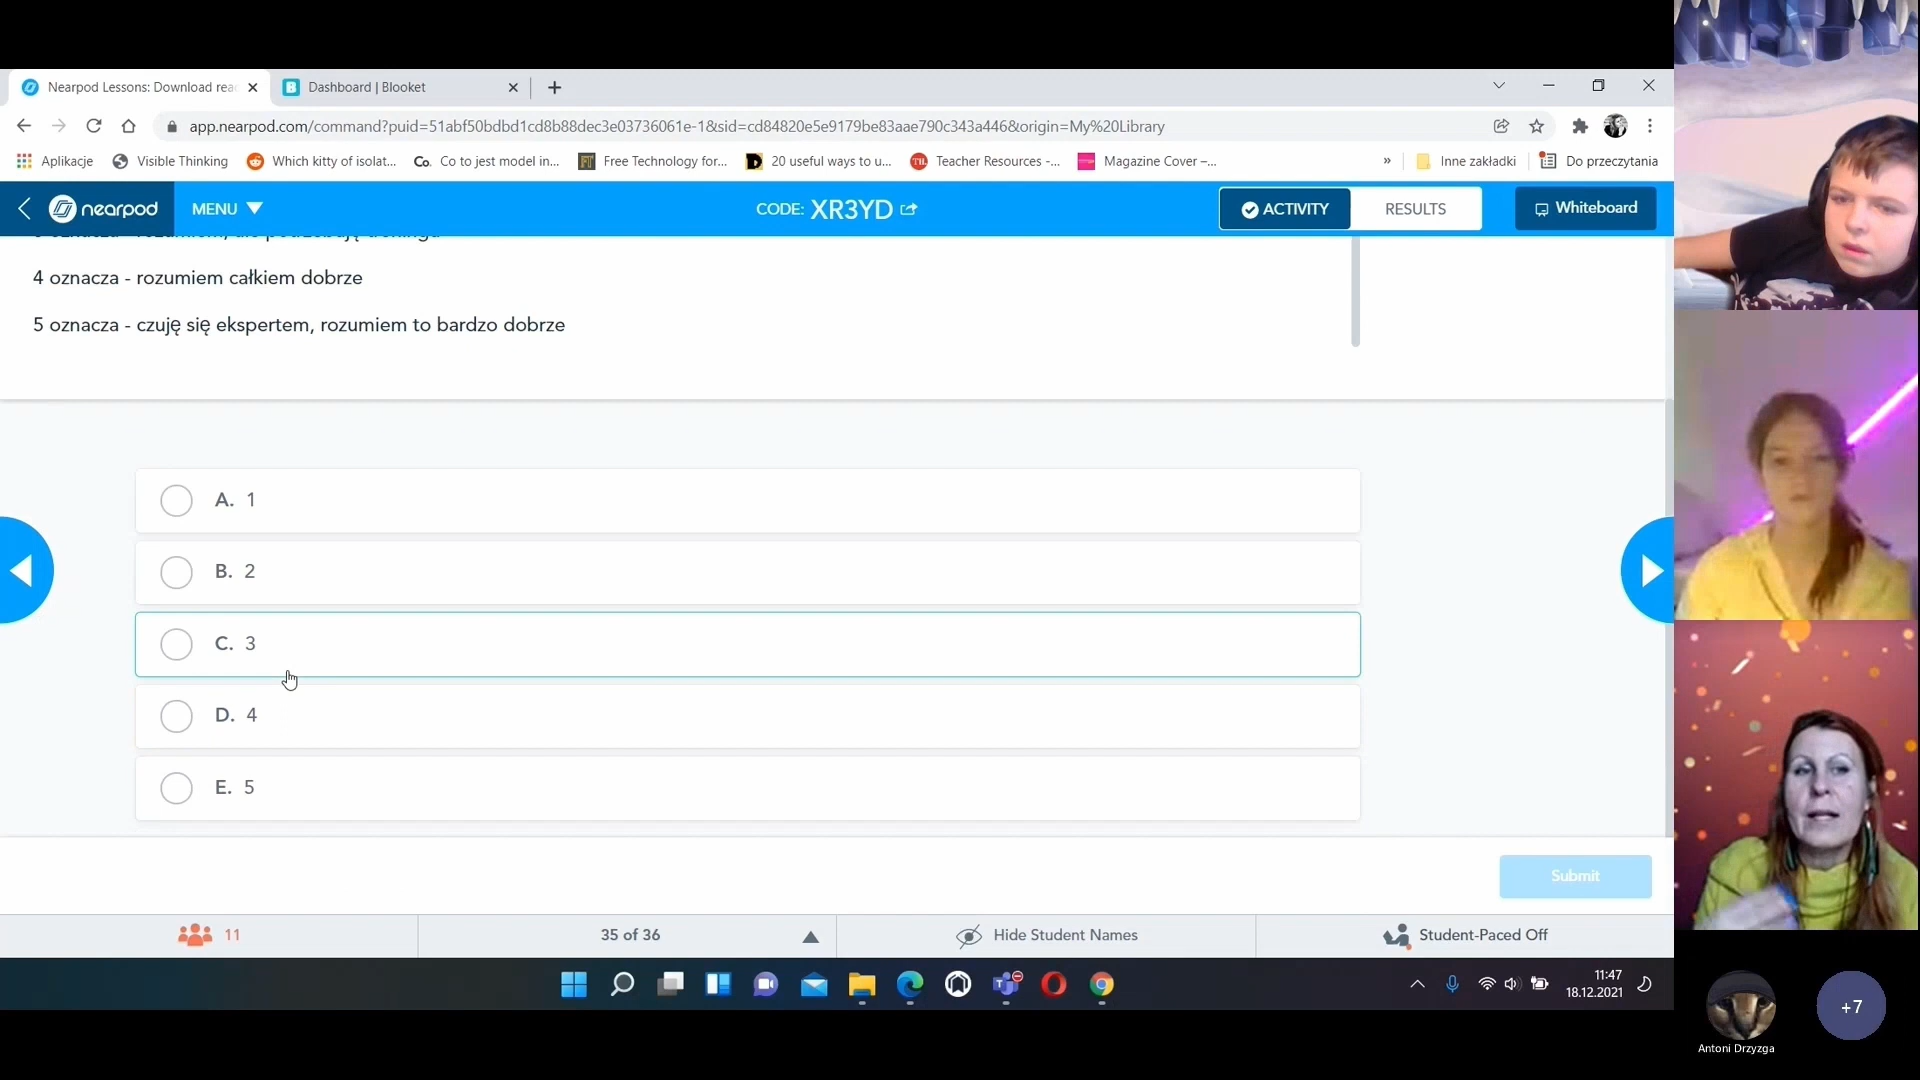 Nearpod Lessons: Download rea
Dashboard | Blooket
app.nearpod.com/command?puid=51abf50bdbd1cd8b88dec3e03736061e-1&sid=cd84820e5e9179be83aae790c343a446&origin=My%20Library
Aplikacje
Visible Thinking
Which kitty of isolat...
Co. Co to jest model in...
Free Technology for...
20 useful ways to u...
Teacher Resources -...
Magazine Cover –...
»
Inne zakładki
Do przeczytania
nearpod
MENU
CODE: XR3YD
ACTIVITY
RESULTS
Whiteboard
4 oznacza - rozumiem całkiem dobrze
5 oznacza - czuję się ekspertem, rozumiem to bardzo dobrze
A. 1
B. 2
C. 3
D. 4
E. 5
Submit
11
35 of 36
Hide Student Names
Student-Paced Off
11:47
18.12.2021
+7
Antoni Drzyzga